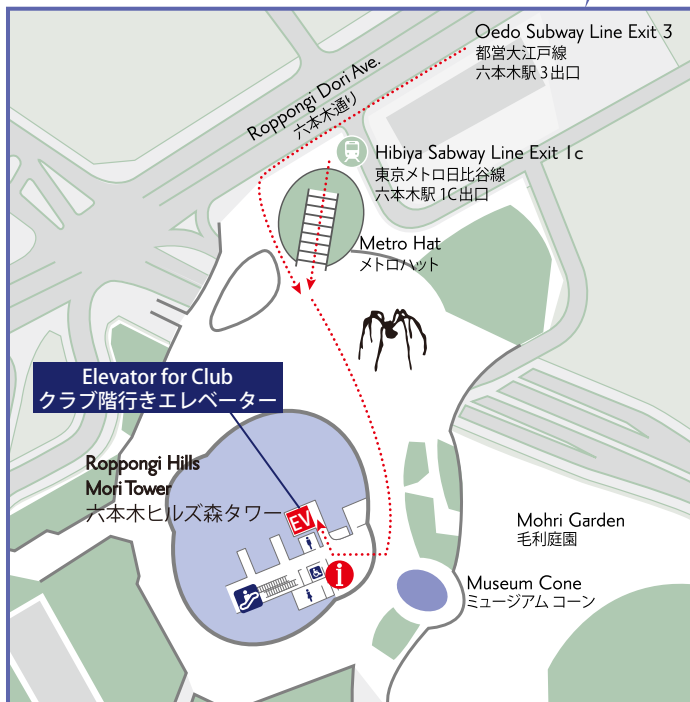 Oedo Subway Line Exit 3
都営大江戸線
六本木駅 3出口
Roppongi Dori Ave.
六本木通り
Hibiya Sabway Line Exit 1c
東京メトロ日比谷線
六本木駅 1C出口
Metro Hat
メトロハット
Elevator for Club
クラブ階行きエレベーター
Roppongi Hills
Mori Tower
六本木ヒルズ森タワー
EV
i
Mohri Garden
毛利庭園
Museum Cone
ミュージアム コーン